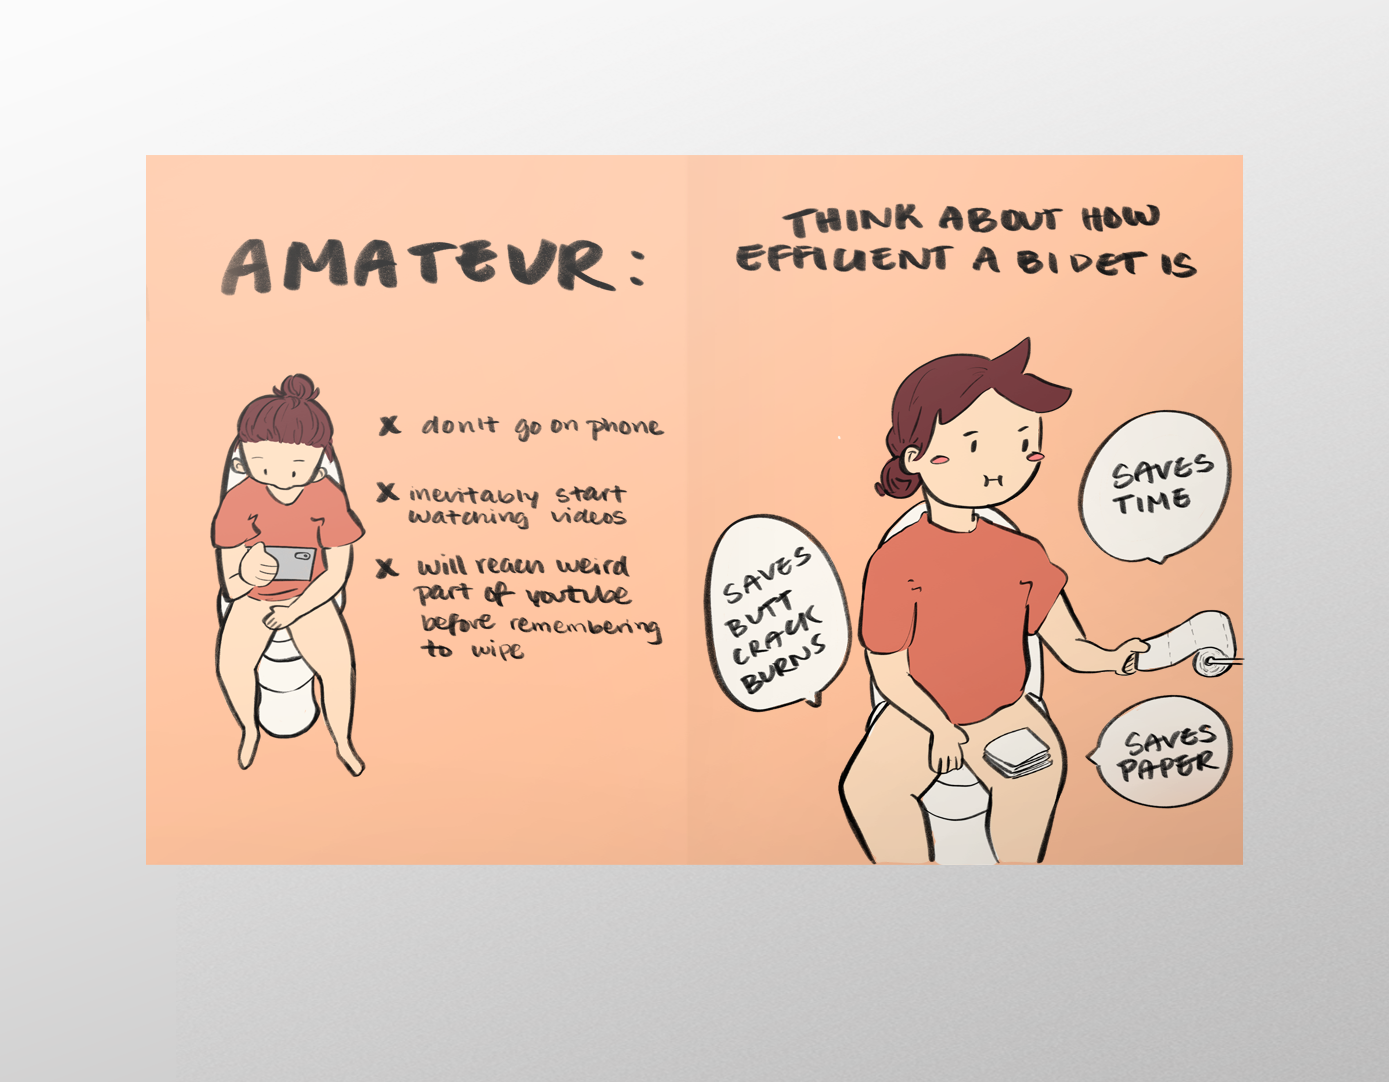 AMATEUR:
x don't go on phone
x inevitably start
watching videos
x will reach weird
part of youtube
before remembering
to wipe
THINK ABOUT HOW
EFFICIENT A BIDET IS
SAVES
TIME
SAVES
BUTT
CRACK
BURNS
SAVES
PAPER